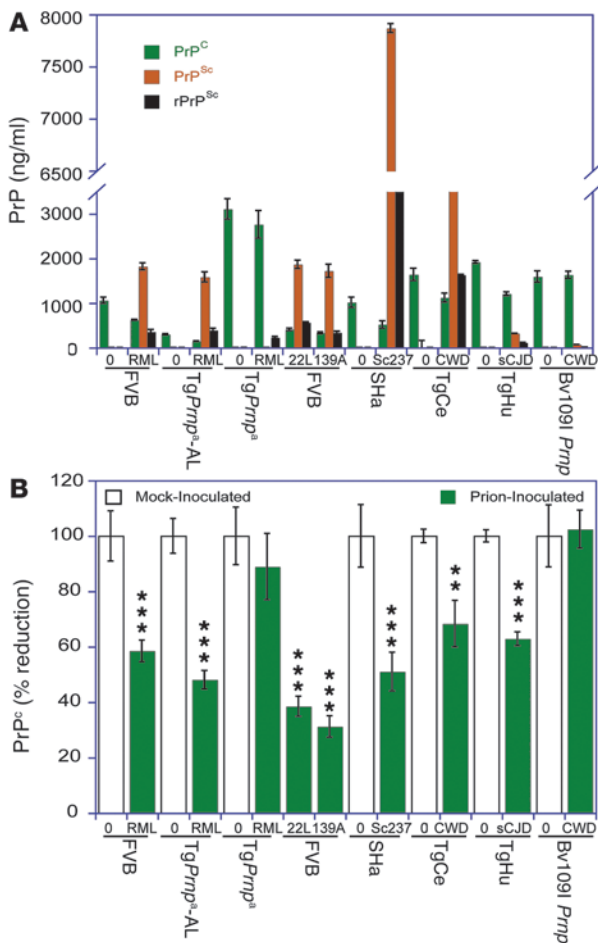 A
8000
7500
7000
6500
3000
2000
1000
0
PrP (ng/ml)
PrPC
PrPSc
rPrPSc
0 RML 0 RML 0 RML 22L 139A 0 Sc237 0 CWD 0 sCJD 0 CWD
FVB TgPrnpa-AL TgPrnpa FVB SHa TgCe TgHu Bv109I Prnp
B
120
100
80
60
40
20
0
PrPc (% reduction)
Mock-Inoculated Prion-Inoculated
*** *** *** *** *** ** ***
0 RML 0 RML 0 RML 22L 139A 0 Sc237 0 CWD 0 sCJD 0 CWD
FVB TgPrnpa-AL TgPrnpa FVB SHa TgCe TgHu Bv109I Prnp